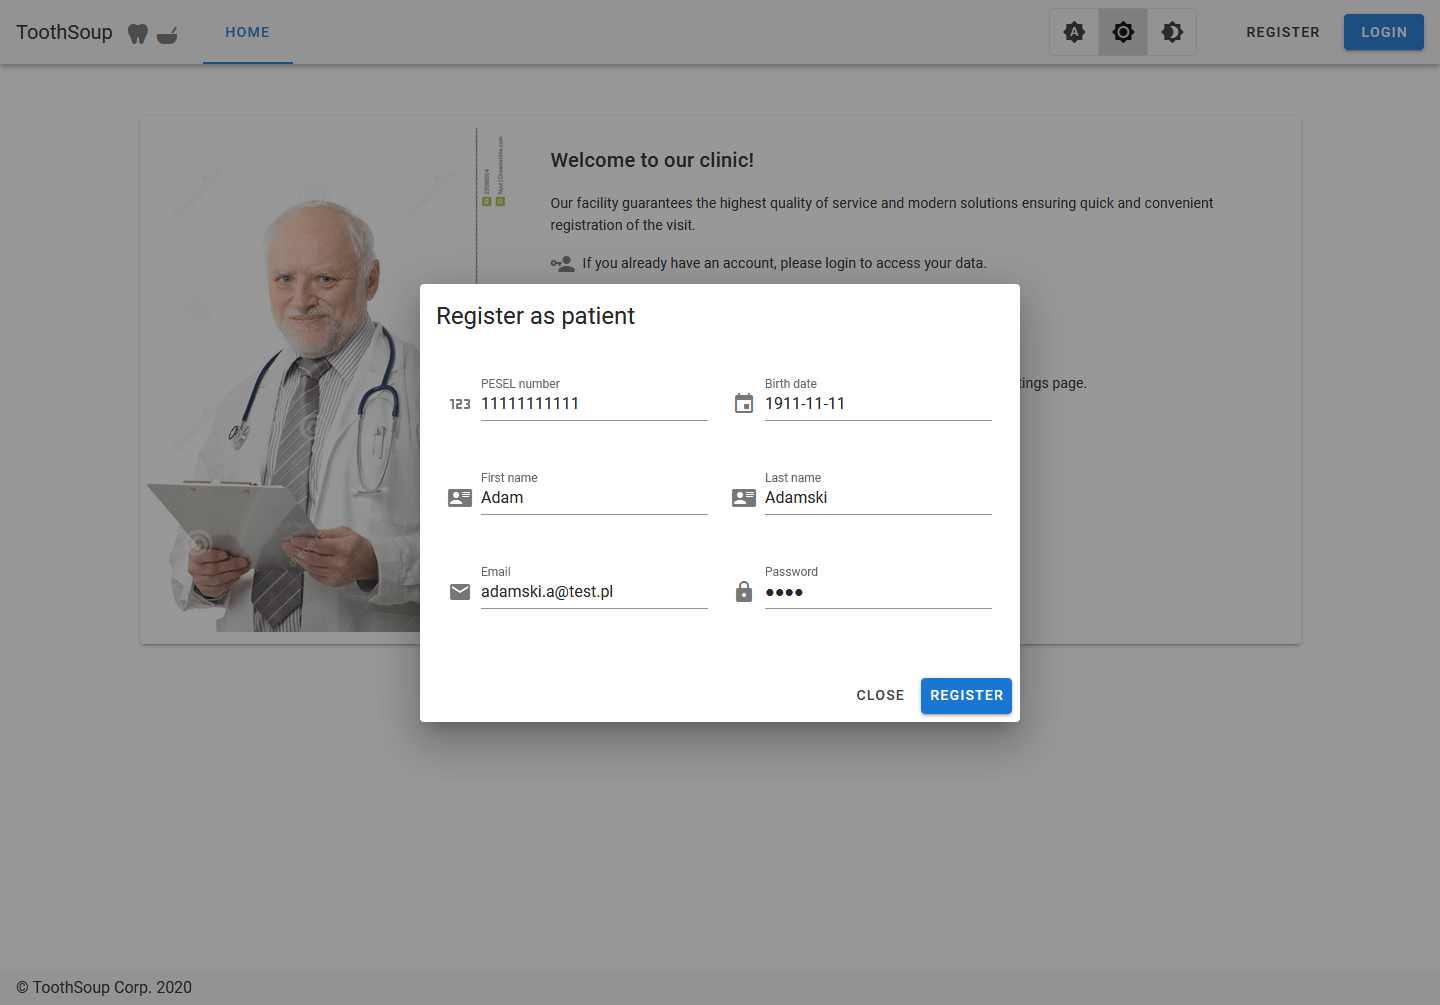 ToothSoup
HOME
A
REGISTER
LOGIN
Welcome to our clinic!
Our facility guarantees the highest quality of service and modern solutions ensuring quick and convenient
registration of the visit.
If you already have an account, please login to access your data.
tings page.
Register as patient
PESEL number
Birth date
123
11111111111
1911-11-11
First name
Last name
Adam
Adamski
Email
Password
adamski.a@test.pl
••••
CLOSE
REGISTER
© ToothSoup Corp. 2020